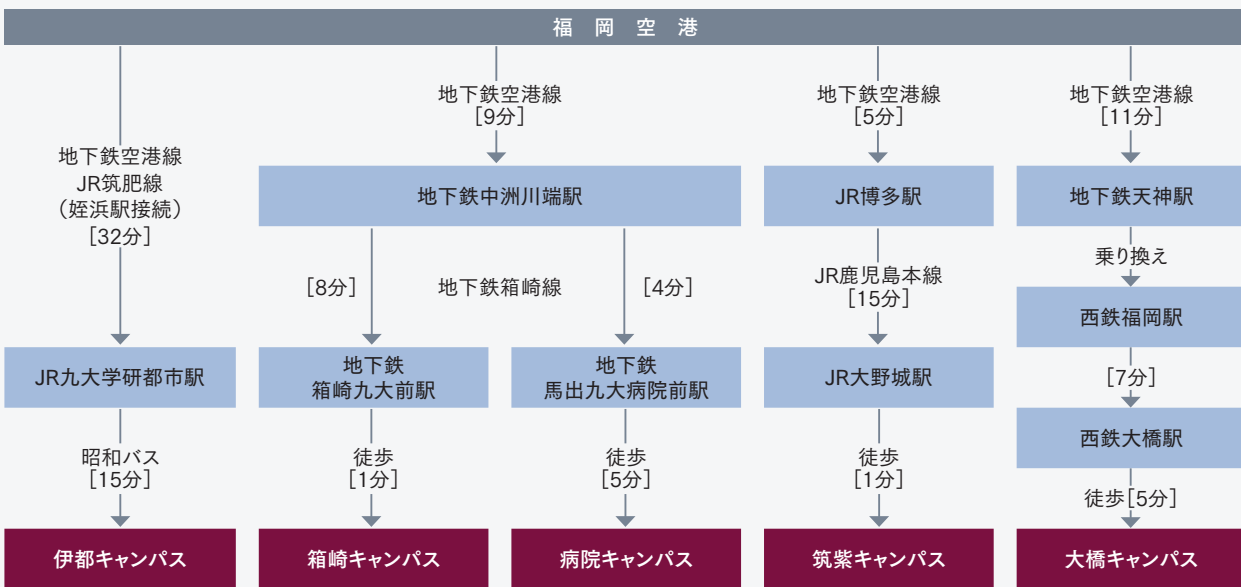 福岡空港
地下鉄空港線
JR筑肥線
（姪浜駅接続）
［32分］
JR九大学研都市駅
昭和バス
［15分］
伊都キャンパス
地下鉄空港線
［9分］
地下鉄中洲川端駅
［8分］
地下鉄箱崎線
［4分］
地下鉄
箱崎九大前駅
徒歩
［1分］
箱崎キャンパス
地下鉄
馬出九大病院前駅
徒歩
［5分］
病院キャンパス
地下鉄空港線
［5分］
JR博多駅
JR鹿児島本線
［15分］
JR大野城駅
徒歩
［1分］
筑紫キャンパス
地下鉄空港線
［11分］
地下鉄天神駅
乗り換え
西鉄福岡駅
［7分］
西鉄大橋駅
徒歩［5分］
大橋キャンパス